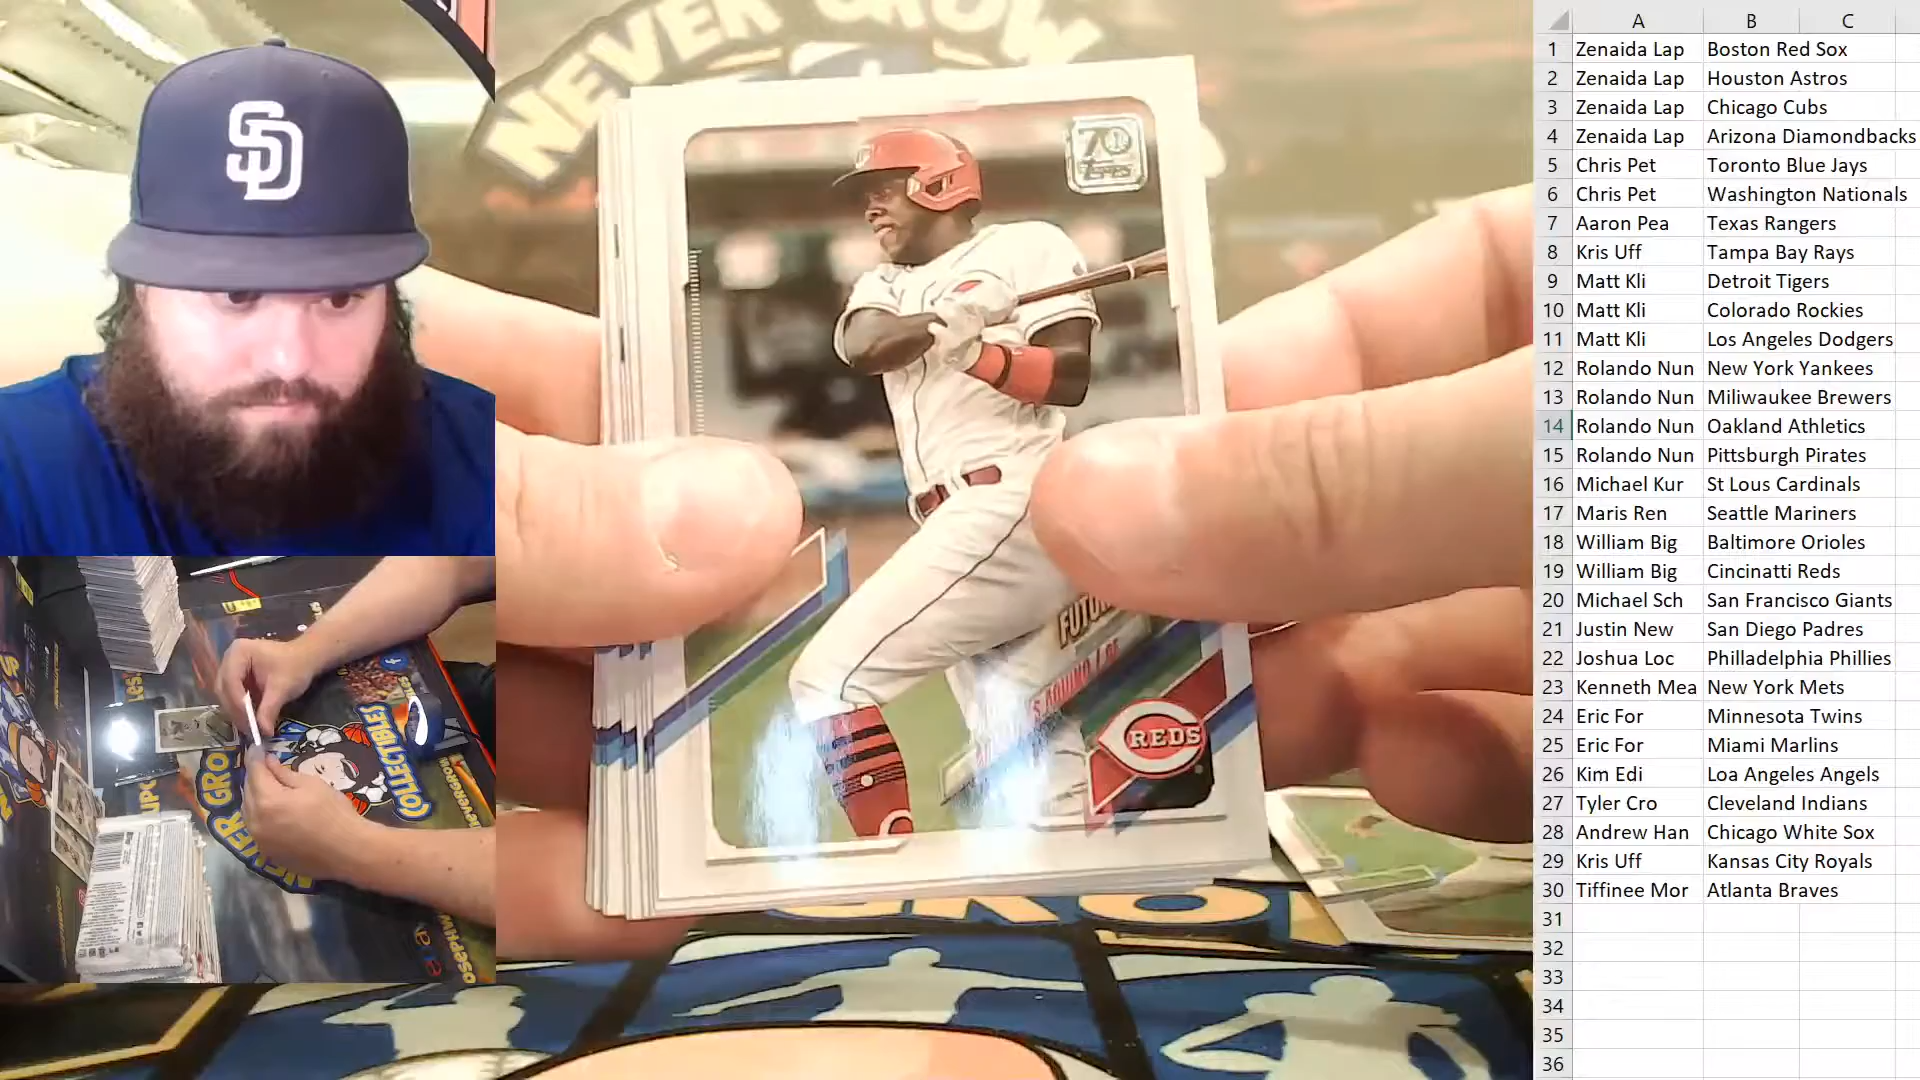 SD
NEVER GROW
70
TOPPS
FUTU
S. AQUINO / OF
REDS
NEVER GRO
COLLECTIBLES
A B C
1 Zenaida Lap Boston Red Sox
2 Zenaida Lap Houston Astros
3 Zenaida Lap Chicago Cubs
4 Zenaida Lap Arizona Diamondbacks
5 Chris Pet Toronto Blue Jays
6 Chris Pet Washington Nationals
7 Aaron Pea Texas Rangers
8 Kris Uff Tampa Bay Rays
9 Matt Kli Detroit Tigers
10 Matt Kli Colorado Rockies
11 Matt Kli Los Angeles Dodgers
12 Rolando Nun New York Yankees
13 Rolando Nun Miliwaukee Brewers
14 Rolando Nun Oakland Athletics
15 Rolando Nun Pittsburgh Pirates
16 Michael Kur St Lous Cardinals
17 Maris Ren Seattle Mariners
18 William Big Baltimore Orioles
19 William Big Cincinatti Reds
20 Michael Sch San Francisco Giants
21 Justin New San Diego Padres
22 Joshua Loc Philladelphia Phillies
23 Kenneth Mea New York Mets
24 Eric For Minnesota Twins
25 Eric For Miami Marlins
26 Kim Edi Loa Angeles Angels
27 Tyler Cro Cleveland Indians
28 Andrew Han Chicago White Sox
29 Kris Uff Kansas City Royals
30 Tiffinee Mor Atlanta Braves
31
32
33
34
35
36